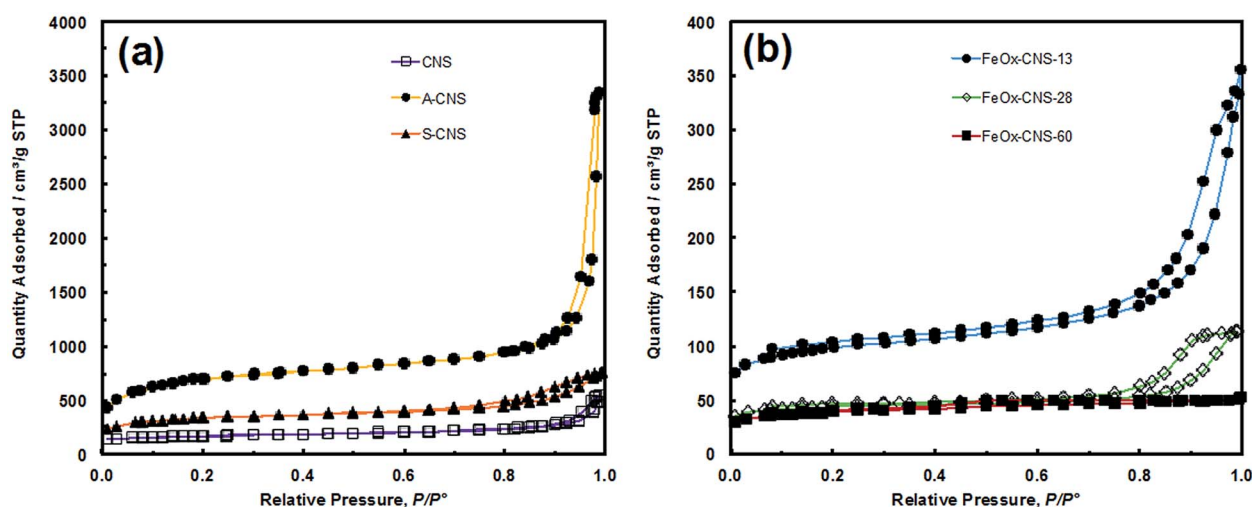 (a)
CNS
A-CNS
S-CNS
Quantity Adsorbed / cm³/g STP
4000
3500
3000
2500
2000
1500
1000
500
0
0.0 0.2 0.4 0.6 0.8 1.0
Relative Pressure, P/P°
(b)
FeOx-CNS-13
FeOx-CNS-28
FeOx-CNS-60
Quantity Adsorbed / cm³/g STP
400
350
300
250
200
150
100
50
0
0.0 0.2 0.4 0.6 0.8 1.0
Relative Pressure, P/P°